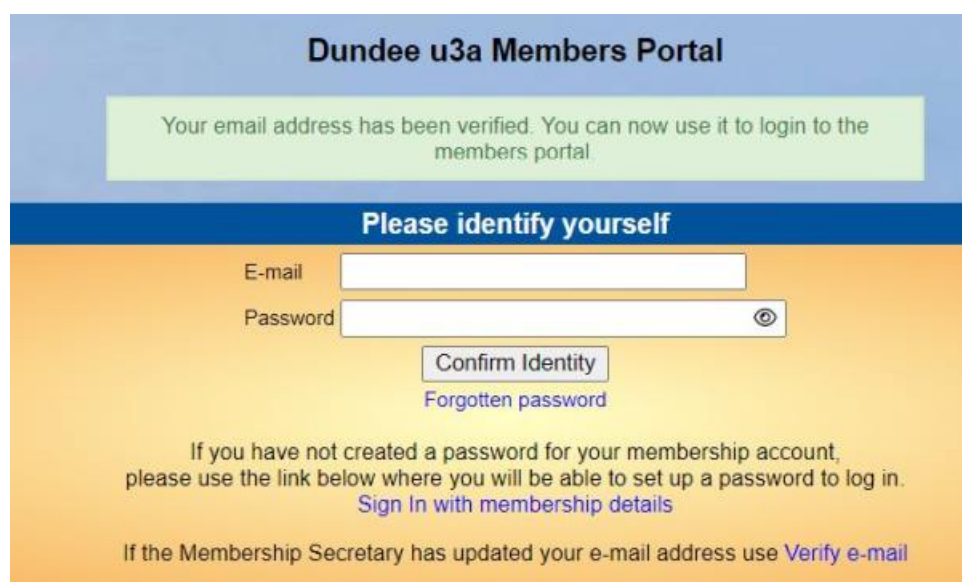 Dundee u3a Members Portal
Your email address has been verified. You can now use it to login to the
members portal.
Please identify yourself
E-mail
Password
Confirm Identity
Forgotten password
If you have not created a password for your membership account,
please use the link below where you will be able to set up a password to log in.
Sign In with membership details
If the Membership Secretary has updated your e-mail address use Verify e-mail